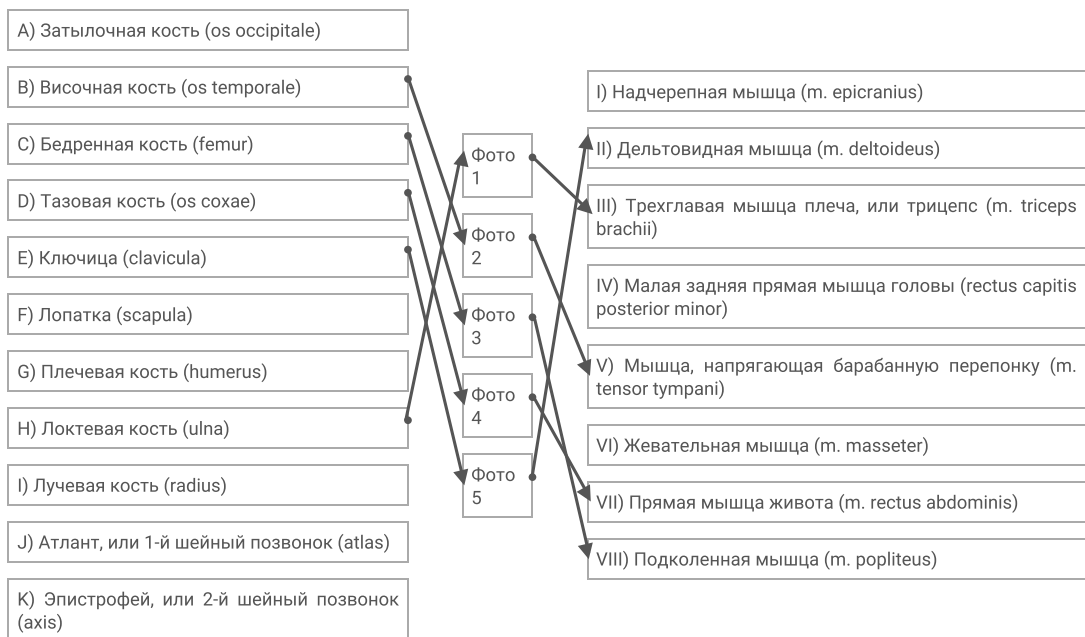 A) Затылочная кость (os occipitale)
B) Височная кость (os temporale)
C) Бедренная кость (femur)
D) Тазовая кость (os coxae)
E) Ключица (clavicula)
F) Лопатка (scapula)
G) Плечевая кость (humerus)
H) Локтевая кость (ulna)
I) Лучевая кость (radius)
J) Атлант, или 1-й шейный позвонок (atlas)
K) Эпистрофей, или 2-й шейный позвонок
(axis)
Фото
1
Фото
2
Фото
3
Фото
4
Фото
5
I) Надчерепная мышца (m. epicranius)
II) Дельтовидная мышца (m. deltoideus)
III) Трехглавая мышца плеча, или трицепс (m. triceps
brachii)
IV) Малая задняя прямая мышца головы (rectus capitis
posterior minor)
V) Мышца, напрягающая барабанную перепонку (m.
tensor tympani)
VI) Жевательная мышца (m. masseter)
VII) Прямая мышца живота (m. rectus abdominis)
VIII) Подколенная мышца (m. popliteus)